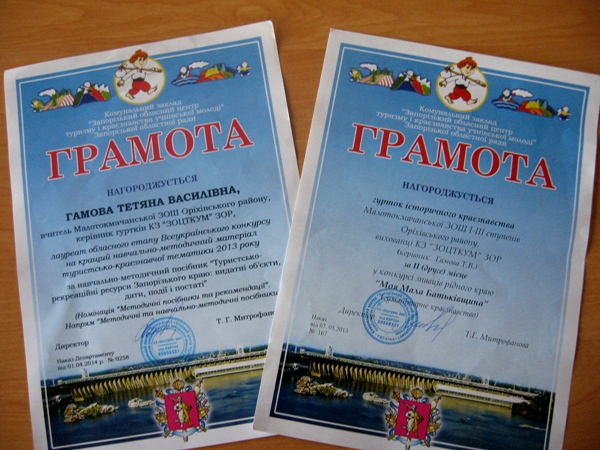 Комунальний заклад
"Запорізький обласний центр
туризму і краєзнавства учнівської молоді"
Запорізької обласної ради
ГРАМОТА
НАГОРОДЖУЄТЬСЯ
ГАМОВА ТЕТЯНА ВАСИЛІВНА,
вчитель Малотокмачанської ЗОШ Оріхівського району,
керівник гуртків КЗ "ЗОЦТКУМ" ЗОР,
лауреат обласного етапу Всеукраїнського конкурсу
на кращий навчально-методичний матеріал
туристсько-краєзнавчої тематики 2013 року
за навчально-методичний посібник "Туристсько-
рекреаційні ресурси Запорізького краю: видатні об'єкти,
дати, події і постаті"
(Номінація "Методичні посібники та рекомендації".
Напрям "Методичні та навчально-методичні посібники
Директор
Т. Г. Митрофанова
Наказ Департаменту
від 01.04.2014 р. № 0258
Комунальний заклад
"Запорізький обласний центр
туризму і краєзнавства учнівської молоді"
Запорізької обласної ради
ГРАМОТА
НАГОРОДЖУЄТЬСЯ
гурток історичного краєзнавства
Малотокмачанської ЗОШ І-ІІІ ступенів
Оріхівського району,
вихованці КЗ "ЗОЦТКУМ" ЗОР
(керівник Гамова Т.В.)
за ІІ (друге) місце
у конкурсі знавців рідного краю
"Моя Мала Батьківщина"
краєзнавство)
Директор
Т.Г. Митрофанова
Наказ
від 07.05.2013
№ 167